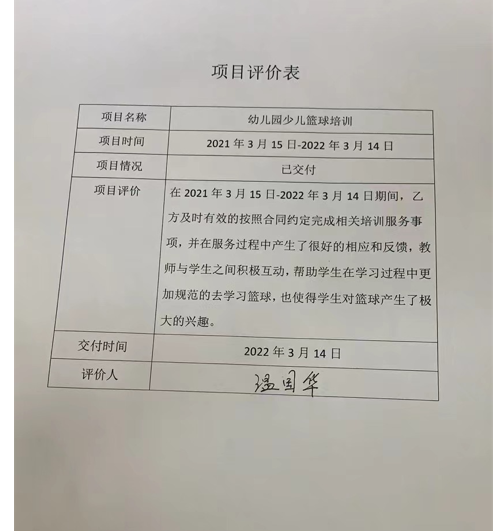 项目评价表
项目名称 幼儿园少儿篮球培训
项目时间 2021 年 3 月 15 日-2022 年 3 月 14 日
项目情况 已交付
项目评价 在 2021 年 3 月 15 日-2022 年 3 月 14 日期间，乙
方及时有效的按照合同约定完成相关培训服务事
项，并在服务过程中产生了很好的相应和反馈，教
师与学生之间积极互动，帮助学生在学习过程中更
加规范的去学习篮球，也使得学生对篮球产生了极
大的兴趣。
交付时间 2022 年 3 月 14 日
评价人 温国华